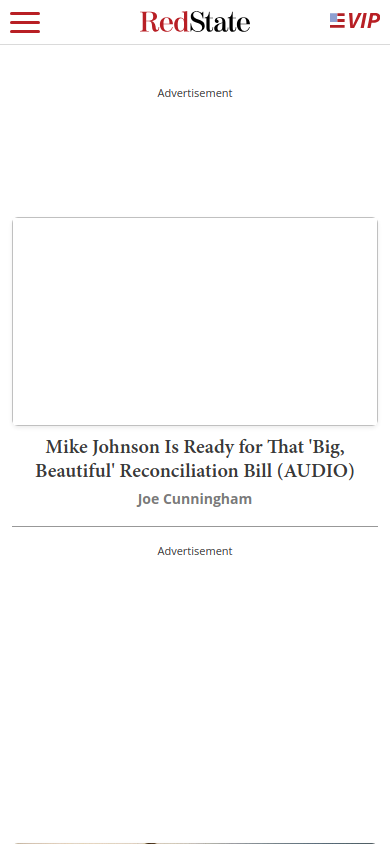 RedState
VIP
Advertisement
Mike Johnson Is Ready for That 'Big,
Beautiful' Reconciliation Bill (AUDIO)
Joe Cunningham
Advertisement